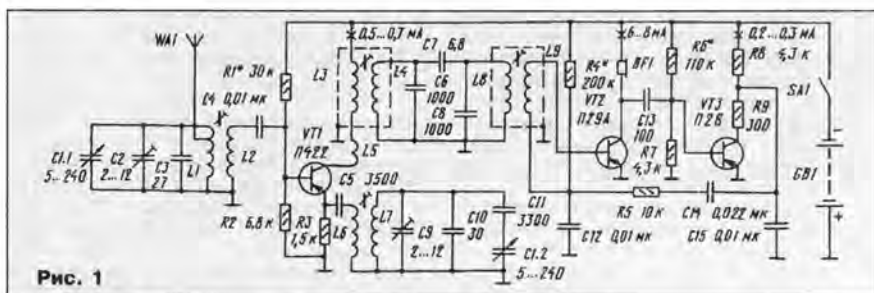 WA1
0,5...0,7 мА
6...8 мА
0,2...0,3 мА
R1* 30 к
C4 0,01 мк
L3
L4
C7 6,8
C6
1000
C8
1000
L8
L9
R4*
200 к
BF1
R6*
110 к
R8 4,3 к
SA1
VT2
П29А
C13
100
VT3
П26
R9
300
C1.1
5...240
C2
2...12
C3
27
L1
L2
VT1
П422
L5
C5 3500
R7
4,3 к
GB1
R2 6,8 к
R3
1,5 к
L6
L7
C9
2...12
C10
30
C11
3300
C1.2
5...240
C12
0,01 мк
R5 10 к
C14 0,022 мк
C15 0,01 мк
−
+
Рис. 1